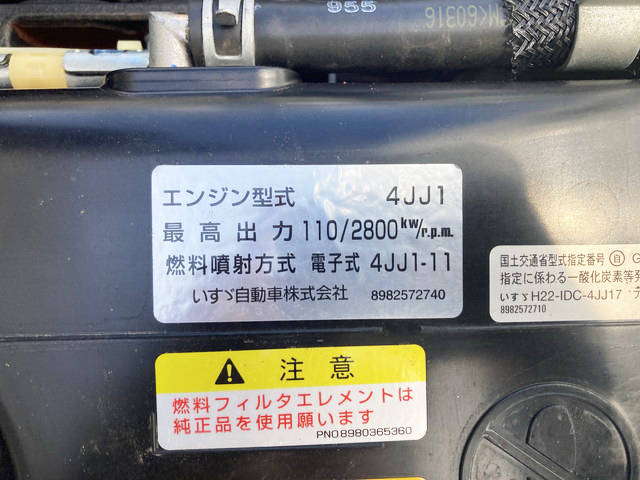 955
MK60316
エンジン型式 4JJ1
最高出力 110/2800kW/r.p.m.
燃料噴射方式 電子式 4JJ1-11
いすゞ自動車株式会社 8982572740
国土交通省型式指定番号 自 G
指定に係わる一酸化炭素等発
いすゞH22-IDC-4JJ17
8982572710
注意
燃料フィルタエレメントは
純正品を使用願います
PNO8980365360